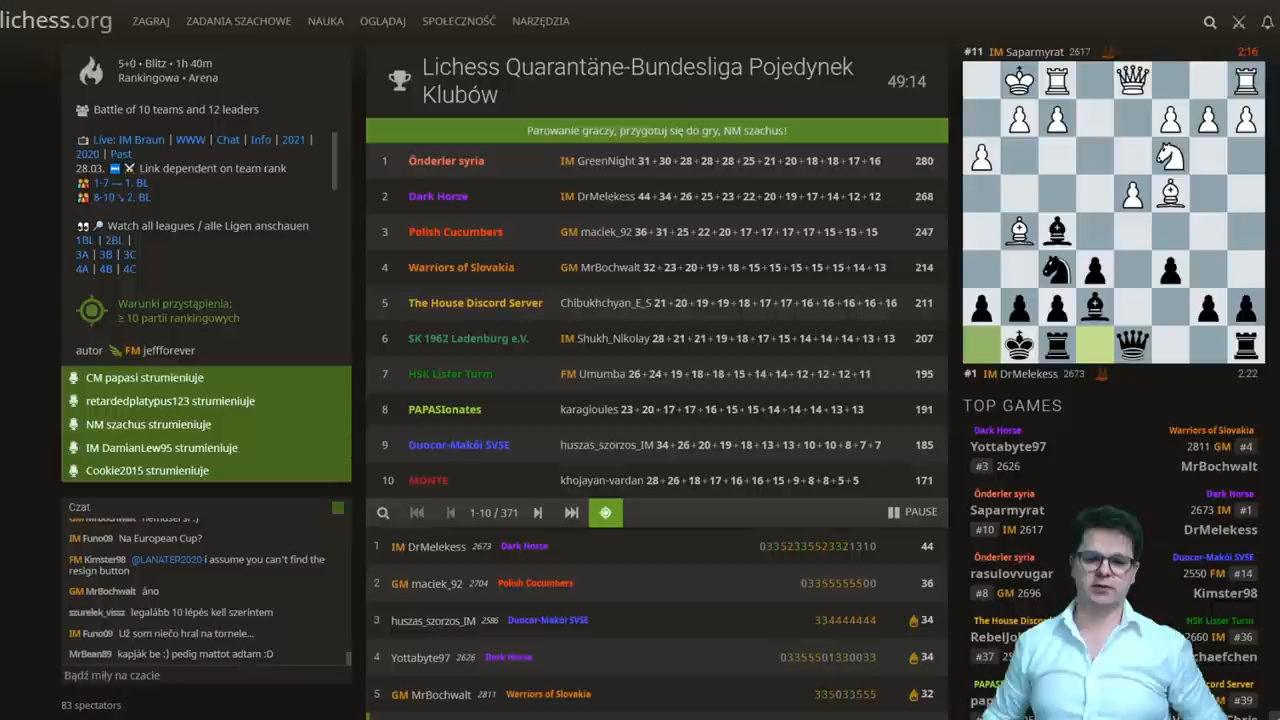 lichess.org ZAGRAJ ZADANIA SZACHOWE NAUKA OGLĄDAJ SPOŁECZNOŚĆ NARZĘDZIA
5+0 • Blitz • 1h 40m
Rankingowa • Arena
Battle of 10 teams and 12 leaders
Live: IM Braun | WWW | Chat | Info | 2021 |
2020 | Past
28.03. Link dependent on team rank
1-7 — 1. BL
8-10 ↘ 2. BL
Watch all leagues / alle Ligen anschauen
1BL | 2BL |
3A | 3B | 3C
4A | 4B | 4C
Warunki przystąpienia:
≥ 10 partii rankingowych
autor FM jeffforever
CM papasi strumieniuje
retardedplatypus123 strumieniuje
NM szachus strumieniuje
IM DamianLew95 strumieniuje
Cookie2015 strumieniuje
Czat
IM Funo09 Na European Cup?
FM Kimster98 @LANATER2020 i assume you can't find the
resign button
GM MrBochwalt áno
szurelek_vissz legalább 10 lépés kell szerintem
IM Funo09 Už som niečo hral na tornele...
MrBean89 kapják be :) pedig mattot adtam :D
Bądź miły na czacie
83 spectators
Lichess Quarantäne-Bundesliga Pojedynek
Klubów
49:14
Parowanie graczy, przygotuj się do gry, NM szachus!
1 Önderler syria IM GreenNight 31+30+28+28+28+25+21+20+18+18+17+16 280
2 Dark Horse IM DrMelekess 44+34+26+25+23+22+20+19+17+14+12+12 268
3 Polish Cucumbers GM maciek_92 36+31+25+22+20+17+17+17+17+15+15+15 247
4 Warriors of Slovakia GM MrBochwalt 32+23+20+19+18+15+15+15+15+15+14+13 214
5 The House Discord Server Chibukhchyan_E_S 21+20+19+19+18+17+17+16+16+16+16+16 211
6 SK 1962 Ladenburg e.V. IM Shukh_Nikolay 28+21+21+19+18+17+15+14+14+14+13+13 207
7 HSK Lister Turm FM Umumba 26+24+19+18+18+15+14+14+12+12+12+11 195
8 PAPASIonates karagioules 23+20+17+17+16+15+15+14+14+14+13+13 191
9 Duocor-Makói SVSE huszas_szorzos_IM 34+26+20+19+18+13+13+10+10+8+7+7 185
10 MONTE khojayan-vardan 28+26+18+17+16+16+15+9+8+8+5+5 171
1-10 / 371 PAUSE
1 IM DrMelekess 2673 Dark Horse 03352335523321310 44
2 GM maciek_92 2704 Polish Cucumbers 03355555500 36
3 huszas_szorzos_IM 2586 Duocor-Makói SVSE 334444444 34
4 Yottabyte97 2626 Dark Horse 03355501330033 34
5 GM MrBochwalt 2811 Warriors of Slovakia 335033555 32
#11 IM Saparmyrat 2617 2:16
#1 IM DrMelekess 2673 2:22
TOP GAMES
Dark Horse Warriors of Slovakia
Yottabyte97 2811 GM #4
#3 2626 MrBochwalt
Önderler syria Dark Horse
Saparmyrat 2673 IM #1
#10 IM 2617 DrMelekess
Önderler syria Duocor-Makói SVSE
rasulovvugar 2550 FM #14
#8 GM 2696 Kimster98
The House HSK Lister Turm
2660 IM #36
#37
#39